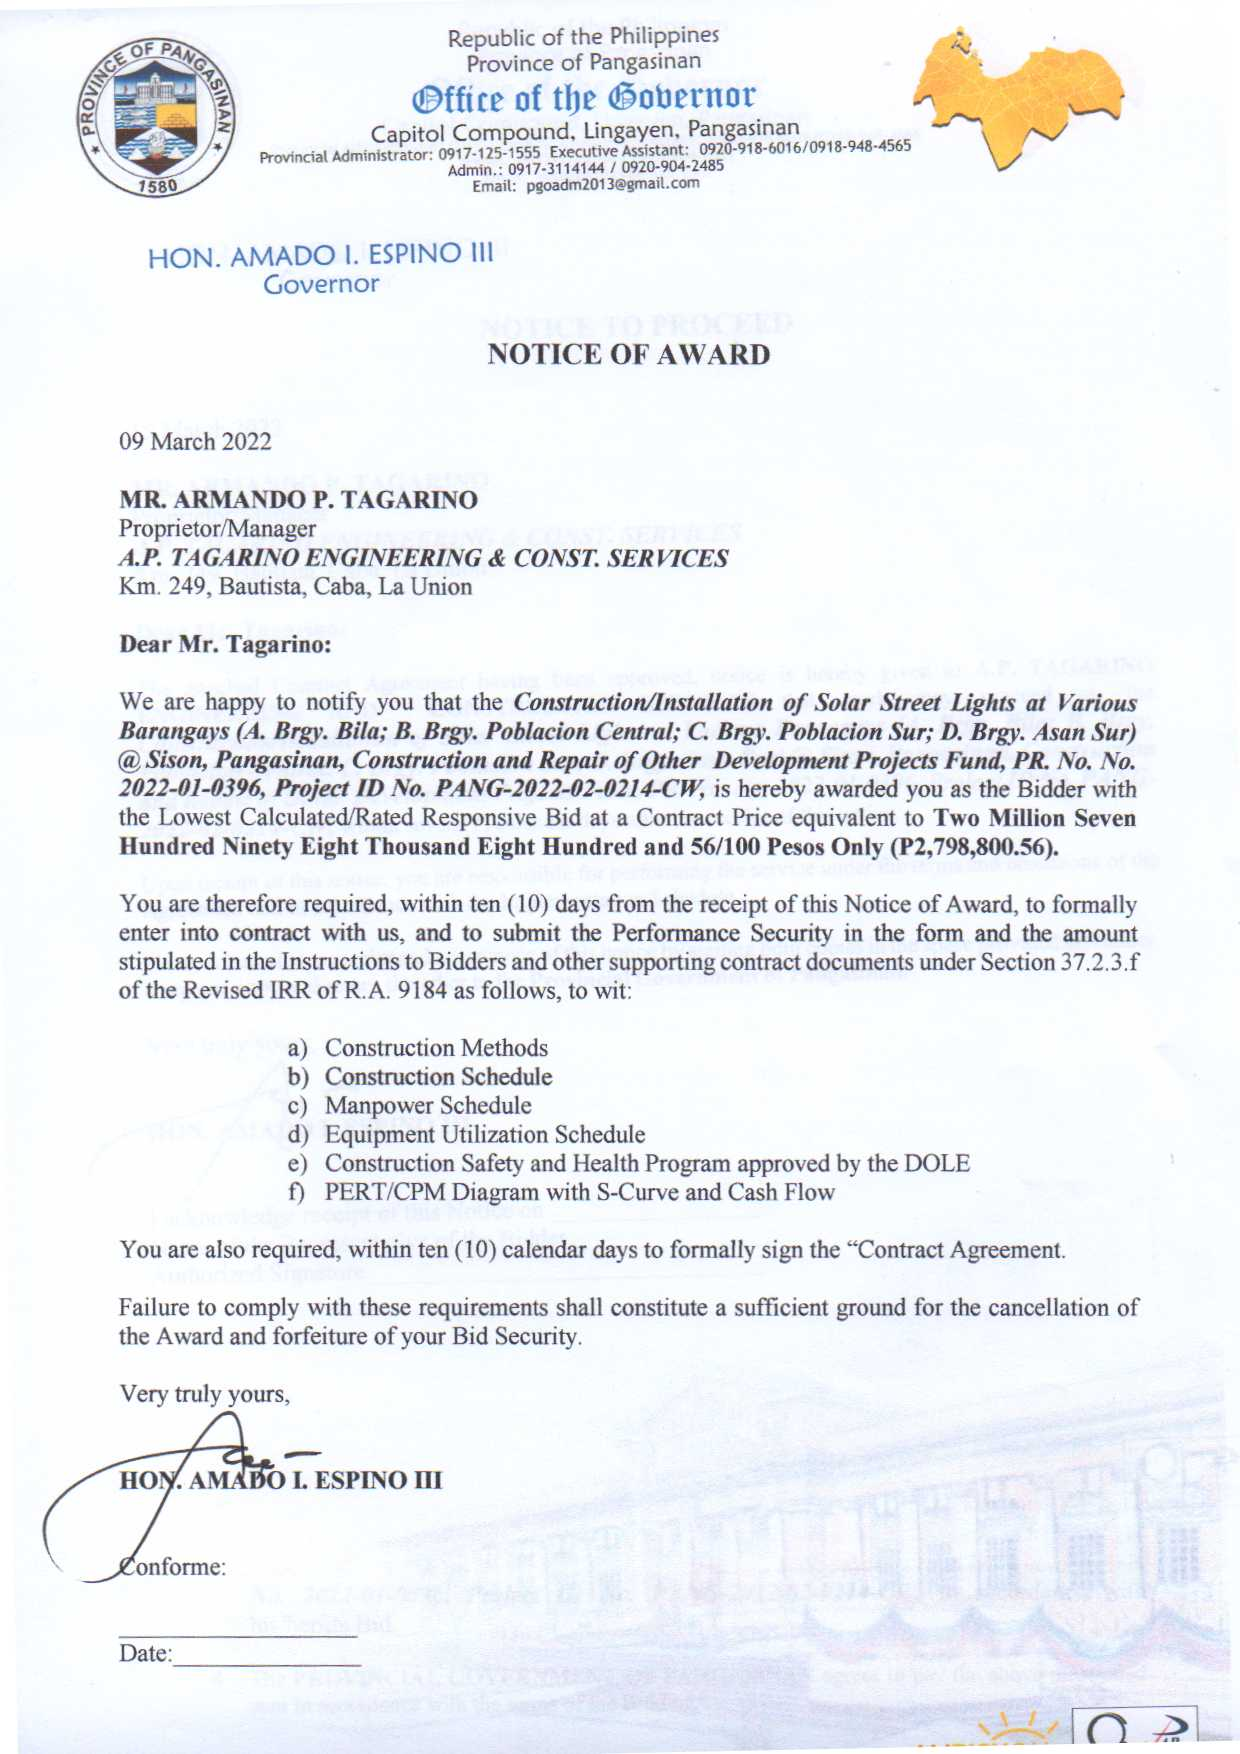 Republic of the Philippines
Province of Pangasinan
Office of the Governor
Capitol Compound, Lingayen, Pangasinan
Provincial Administrator: 0917-125-1555 Executive Assistant: 0920-918-6016/0918-948-4565
Admin.: 0917-3114144 / 0920-904-2485
Email: pgoadm2013@gmail.com
PROVINCE OF PANGASINAN
1580
HON. AMADO I. ESPINO III
Governor
NOTICE TO PROCEED
NOTICE OF AWARD
09 March 2022
MR. ARMANDO P. TAGARINO
Proprietor/Manager
A.P. TAGARINO ENGINEERING & CONST. SERVICES
Km. 249, Bautista, Caba, La Union
Dear Mr. Tagarino:
We are happy to notify you that the Construction/Installation of Solar Street Lights at Various
Barangays (A. Brgy. Bila; B. Brgy. Poblacion Central; C. Brgy. Poblacion Sur; D. Brgy. Asan Sur)
@ Sison, Pangasinan, Construction and Repair of Other Development Projects Fund, PR. No. No.
2022-01-0396, Project ID No. PANG-2022-02-0214-CW, is hereby awarded you as the Bidder with
the Lowest Calculated/Rated Responsive Bid at a Contract Price equivalent to Two Million Seven
Hundred Ninety Eight Thousand Eight Hundred and 56/100 Pesos Only (P2,798,800.56).
You are therefore required, within ten (10) days from the receipt of this Notice of Award, to formally
enter into contract with us, and to submit the Performance Security in the form and the amount
stipulated in the Instructions to Bidders and other supporting contract documents under Section 37.2.3.f
of the Revised IRR of R.A. 9184 as follows, to wit:
a) Construction Methods
b) Construction Schedule
c) Manpower Schedule
d) Equipment Utilization Schedule
e) Construction Safety and Health Program approved by the DOLE
f) PERT/CPM Diagram with S-Curve and Cash Flow
You are also required, within ten (10) calendar days to formally sign the “Contract Agreement.
Failure to comply with these requirements shall constitute a sufficient ground for the cancellation of
the Award and forfeiture of your Bid Security.
Very truly yours,
HON. AMADO I. ESPINO III
Conforme:
Date: